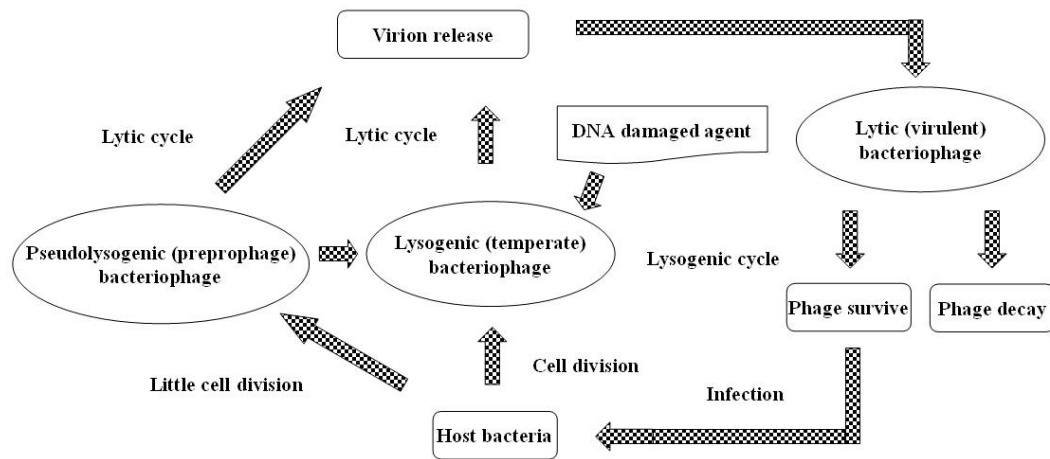 Virion release
Lytic cycle
Lytic cycle
DNA damaged agent
Lytic (virulent)
bacteriophage
Pseudolysogenic (preprophage)
bacteriophage
Lysogenic (temperate)
bacteriophage
Lysogenic cycle
Phage survive
Phage decay
Little cell division
Cell division
Infection
Host bacteria